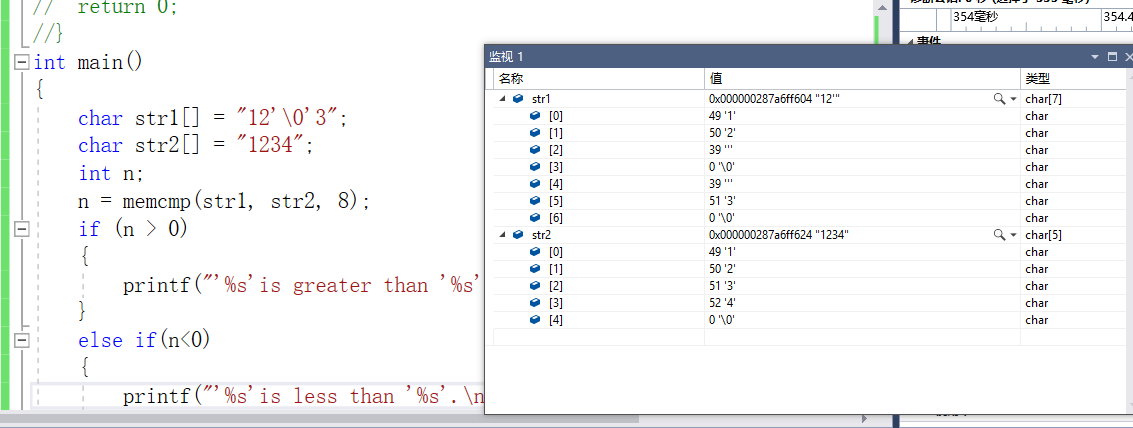 //  return 0;
//}
int main()
{
char str1[] = "12'\0'3";
char str2[] = "1234";
int n;
n = memcmp(str1, str2, 8);
if (n > 0)
{
printf("'%s'is greater than '%s'
}
else if(n<0)
{
printf("'%s'is less than '%s'.\n
354毫秒 354.4
事件
监视 1
名称 值 类型
str1 0x000000287a6ff604 "12'" char[7]
[0] 49 '1' char
[1] 50 '2' char
[2] 39 ''' char
[3] 0 '\0' char
[4] 39 ''' char
[5] 51 '3' char
[6] 0 '\0' char
str2 0x000000287a6ff624 "1234" char[5]
[0] 49 '1' char
[1] 50 '2' char
[2] 51 '3' char
[3] 52 '4' char
[4] 0 '\0' char